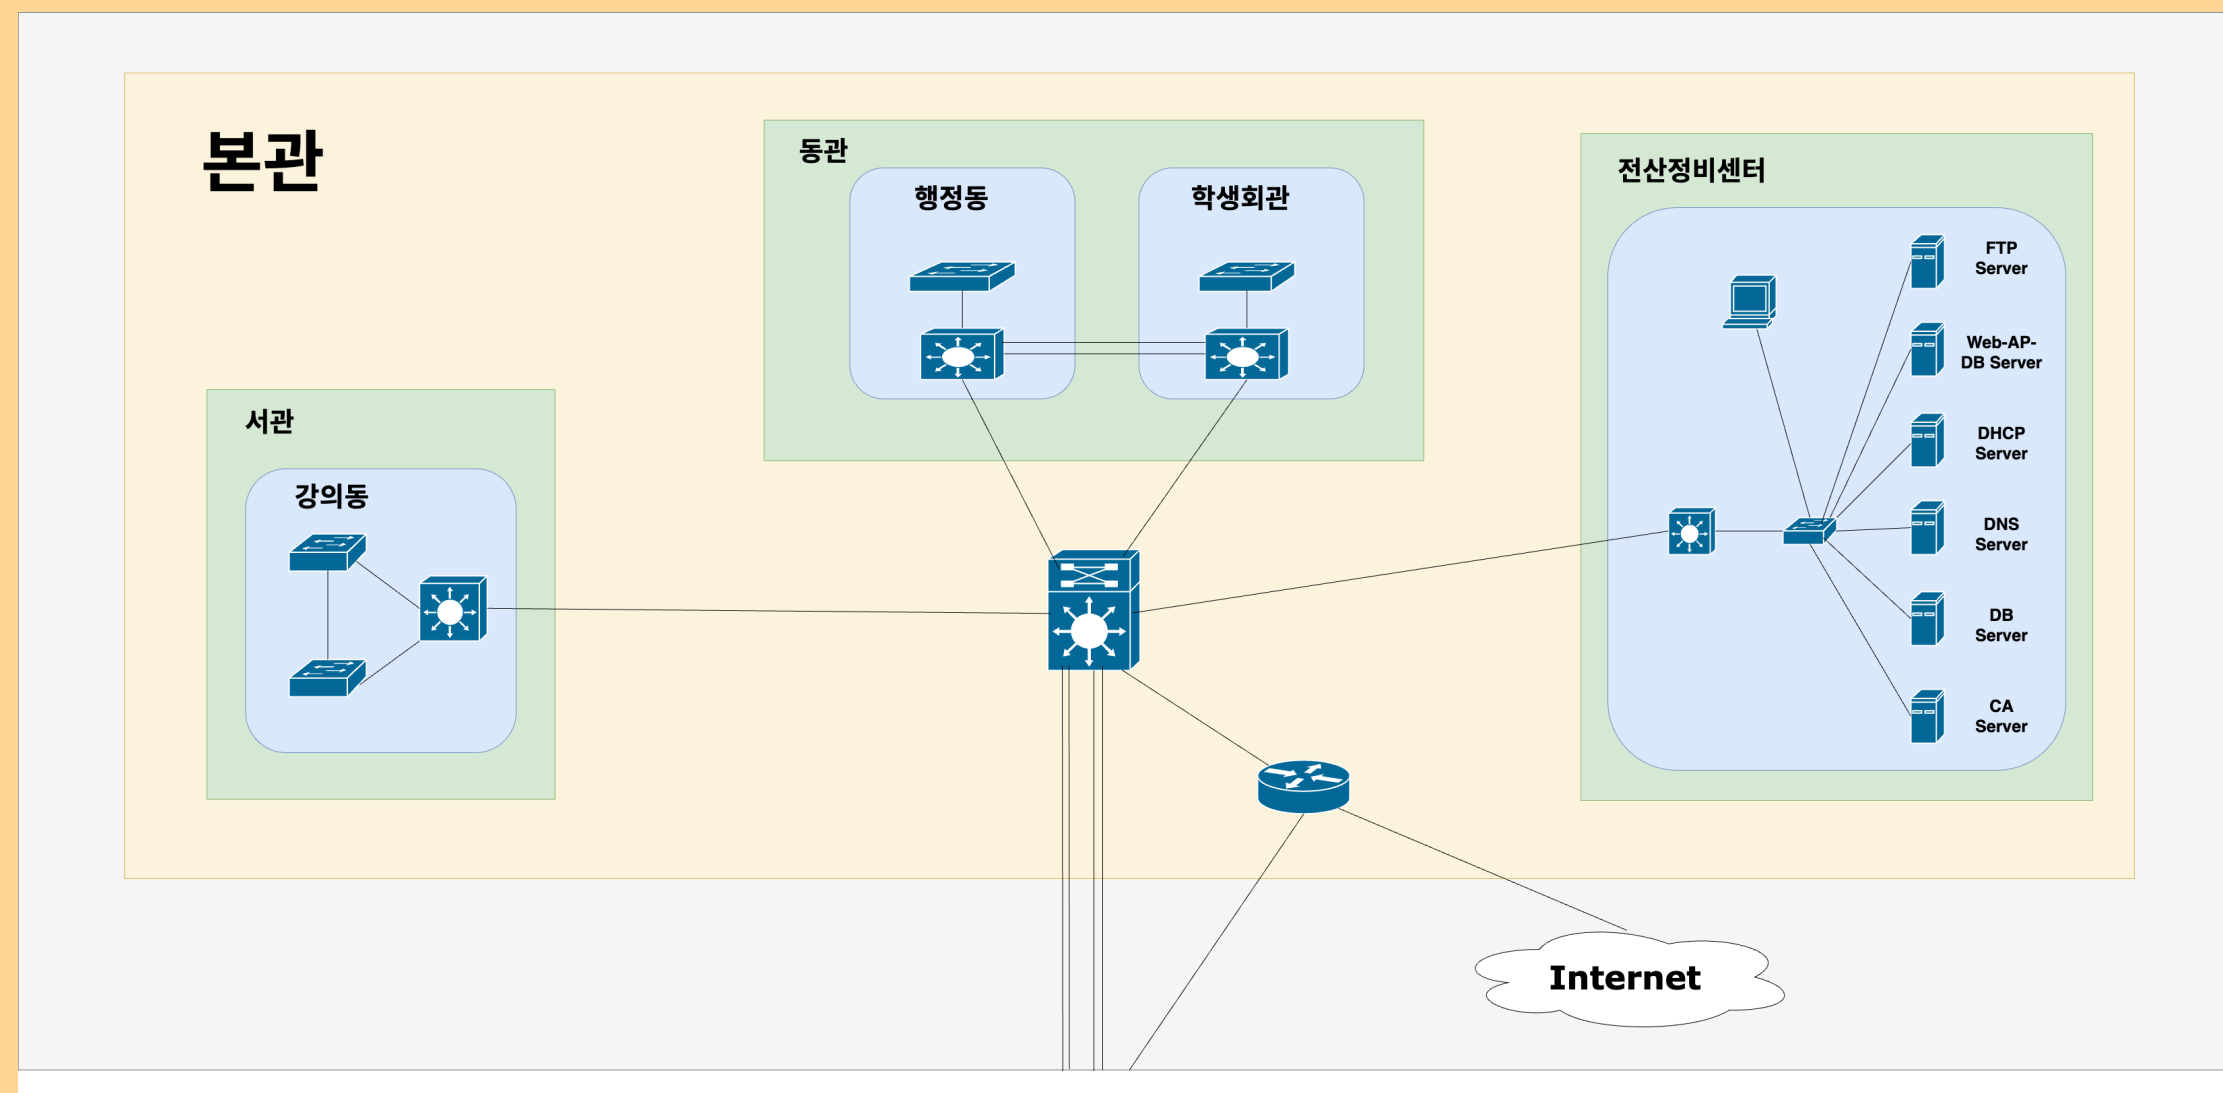 본관
동관
행정동
학생회관
전산정비센터
FTP
Server
Web-AP-
DB Server
DHCP
Server
DNS
Server
DB
Server
CA
Server
서관
강의동
Internet